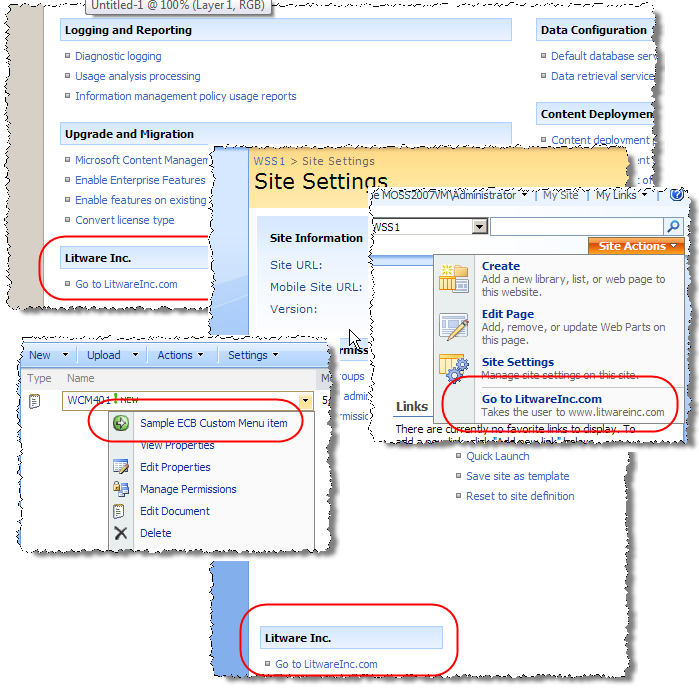 Untitled-1 @ 100% (Layer 1, RGB)
Logging and Reporting
Diagnostic logging
Usage analysis processing
Information management policy usage reports
Upgrade and Migration
Microsoft Content Managem
Enable Enterprise Features
Enable features on existing
Convert license type
Litware Inc.
Go to LitwareInc.com
Data Configuration
Default database serv
Data retrieval service
Content Deploymen
Content deployment
nt
t of
WSS1 > Site Settings
Site Settings
Site Information
Site URL:
Mobile Site URL:
Version:
rmiss
roups
admi
rmissio
Quick Launch
Save site as template
Reset to site definition
Litware Inc.
Go to LitwareInc.com
e MOSS2007VM\Administrator
My Site
My Links
WSS1
Site Actions
Create
Add a new library, list, or web page to
this website.
Edit Page
Add, remove, or update Web Parts on
this page.
Site Settings
Manage site settings on this site.
Go to LitwareInc.com
Takes the user to www.litwareinc.com
Links
There are currently no favorite links to display. To
add a new link, click "Add new link" below.
New Upload Actions Settings
Type Name
WCM401 ! NEW
Sample ECB Custom Menu item
View Properties
Edit Properties
Manage Permissions
Edit Document
Delete